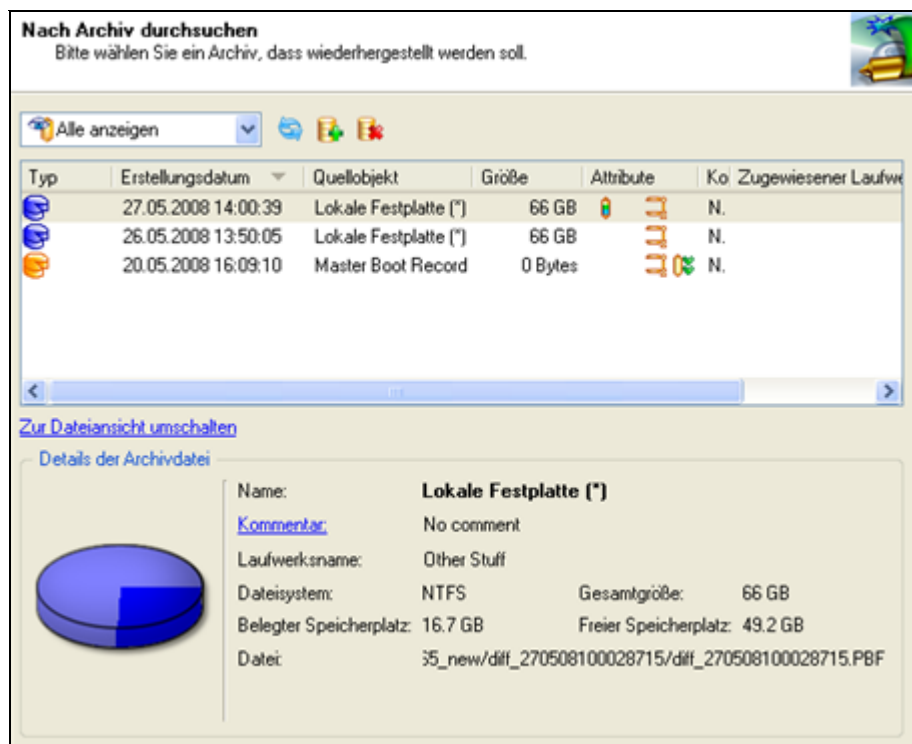 Nach Archiv durchsuchen
Bitte wählen Sie ein Archiv, dass wiederhergestellt werden soll.
Alle anzeigen
Typ Erstellungsdatum Quellobjekt Größe Attribute Ko Zugewiesener Laufwe
27.05.2008 14:00:39 Lokale Festplatte (*) 66 GB N.
26.05.2008 13:50:05 Lokale Festplatte (*) 66 GB N.
20.05.2008 16:09:10 Master Boot Record 0 Bytes N.
Zur Dateiansicht umschalten
Details der Archivdatei
Name: Lokale Festplatte (*)
Kommentar: No comment
Laufwerksname: Other Stuff
Dateisystem: NTFS Gesamtgröße: 66 GB
Belegter Speicherplatz: 16.7 GB Freier Speicherplatz: 49.2 GB
Datei: 55_new/diff_270508100028715/diff_270508100028715.PBF